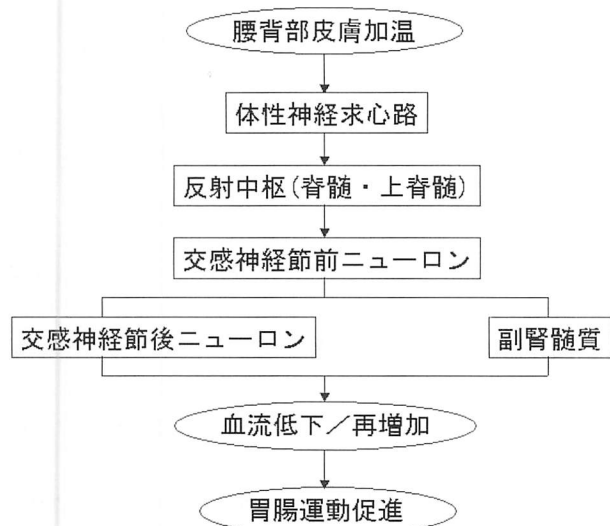 腰背部皮膚加温
体性神経求心路
反射中枢(脊髄・上脊髄)
交感神経節前ニューロン
交感神経節後ニューロン
副腎髄質
血流低下／再増加
胃腸運動促進